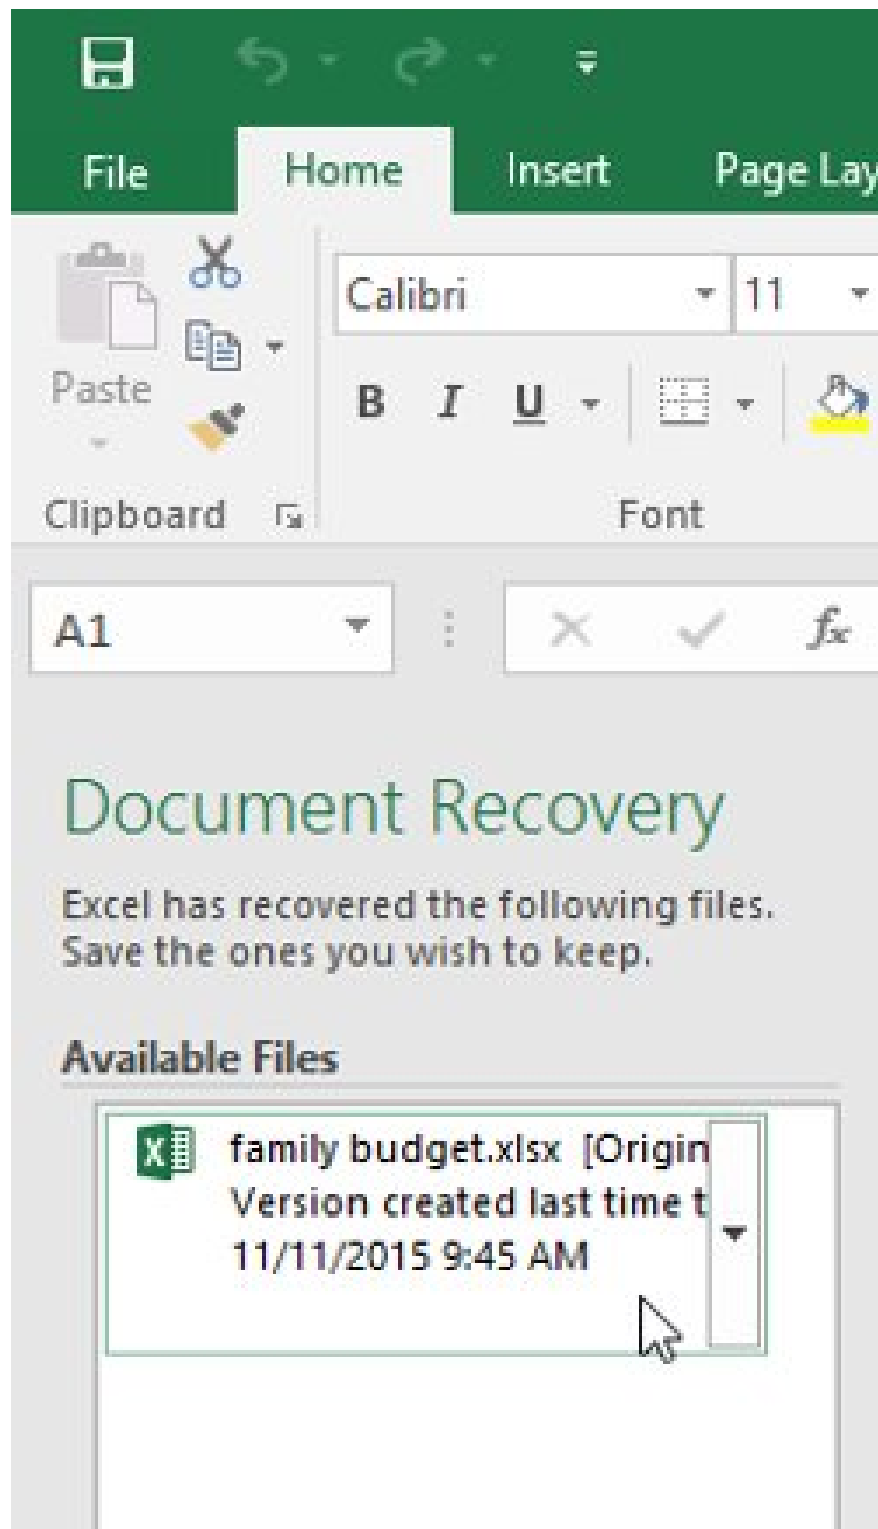 File Home Insert Page Lay
Calibri 11
Paste
B I U
Clipboard Font
A1 fx
Document Recovery
Excel has recovered the following files.
Save the ones you wish to keep.
Available Files
family budget.xlsx [Origin
Version created last time t
11/11/2015 9:45 AM